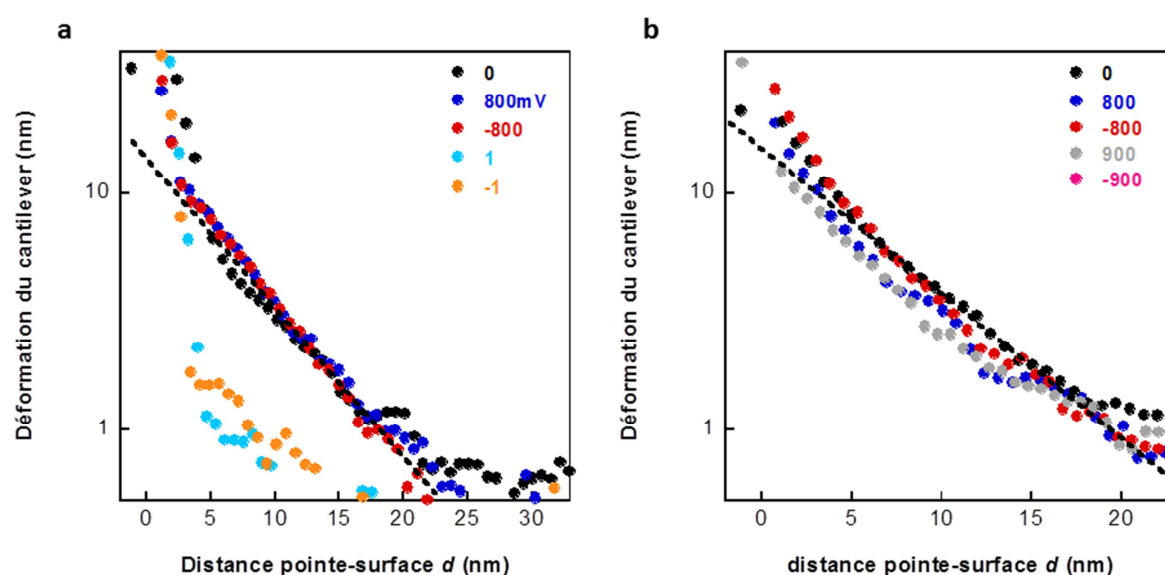 a
Déformation du cantilever (nm)
10
1
0
800mV
-800
1
-1
0 5 10 15 20 25 30
Distance pointe-surface d (nm)
b
Déformation du cantilever (nm)
10
1
0
800
-800
900
-900
0 5 10 15 20
distance pointe-surface d (nm)